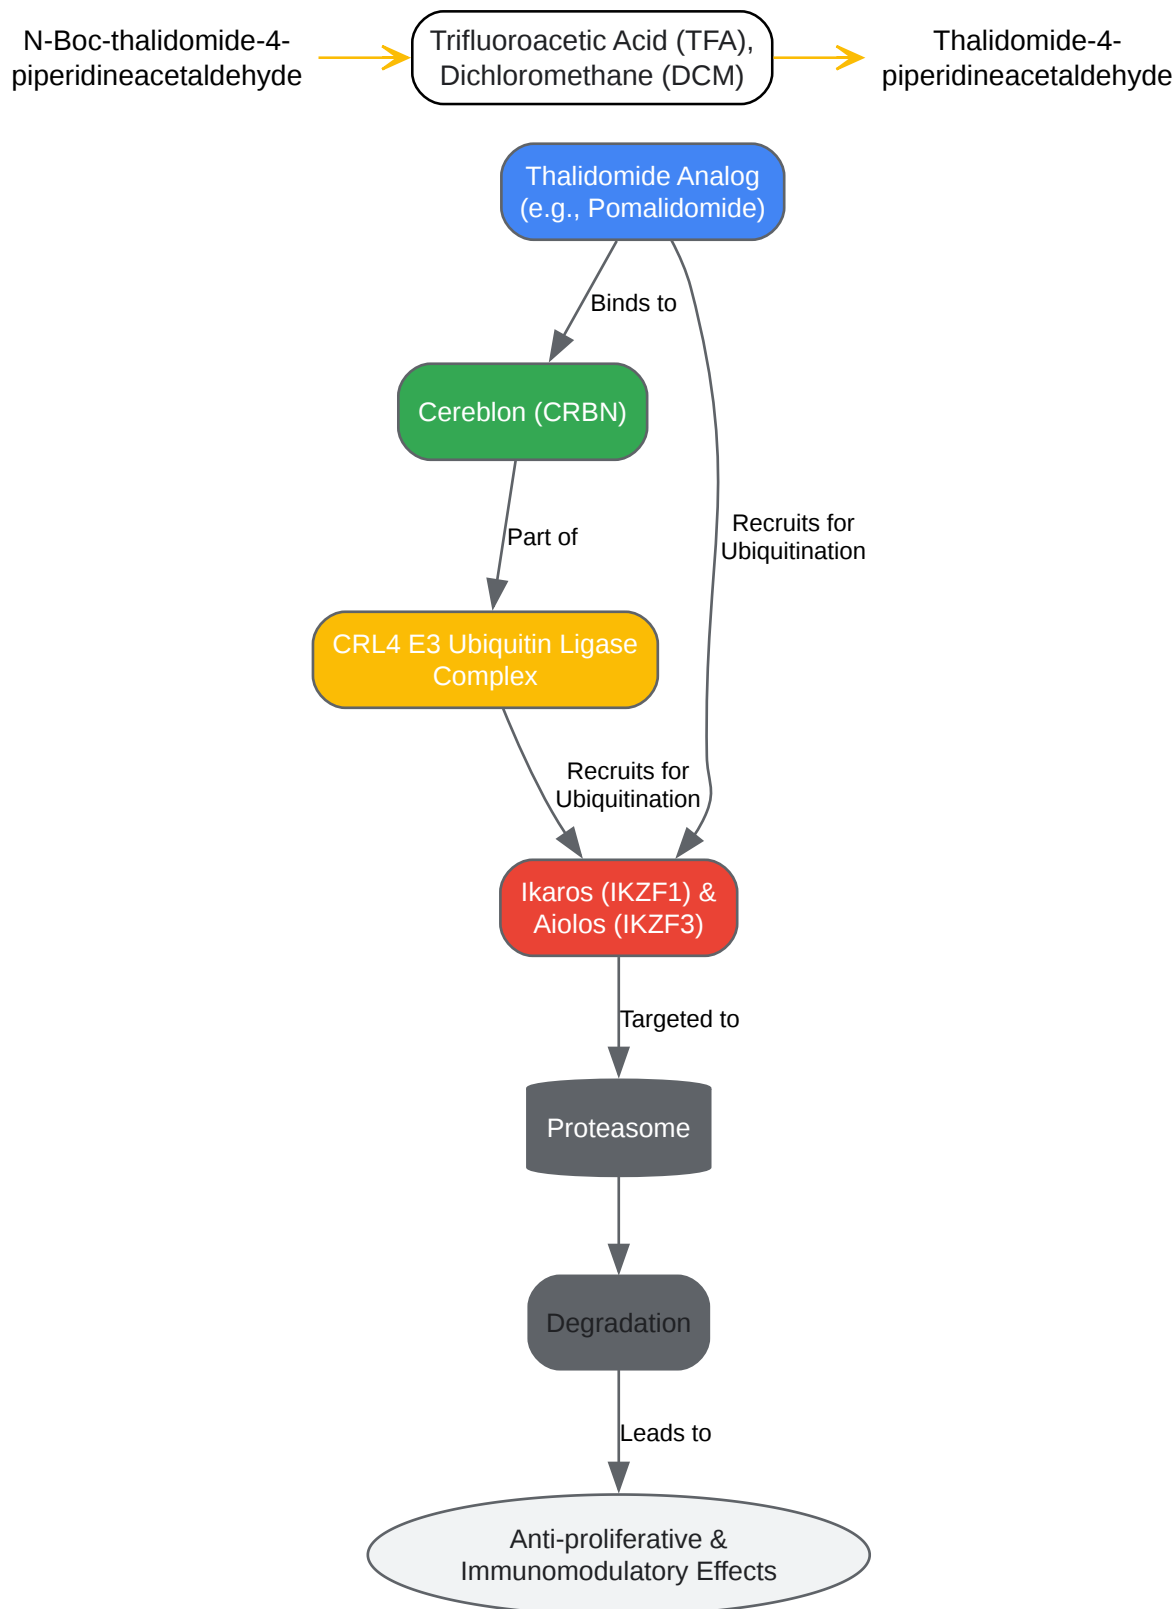 N-Boc-thalidomide-4-
piperidineacetaldehyde
Trifluoroacetic Acid (TFA),
Dichloromethane (DCM)
Thalidomide-4-
piperidineacetaldehyde
Thalidomide Analog
(e.g., Pomalidomide)
Binds to
Cereblon (CRBN)
Part of
Recruits for
Ubiquitination
CRL4 E3 Ubiquitin Ligase
Complex
Recruits for
Ubiquitination
Ikaros (IKZF1) &
Aiolos (IKZF3)
Targeted to
Proteasome
Degradation
Leads to
Anti-proliferative &
Immunomodulatory Effects